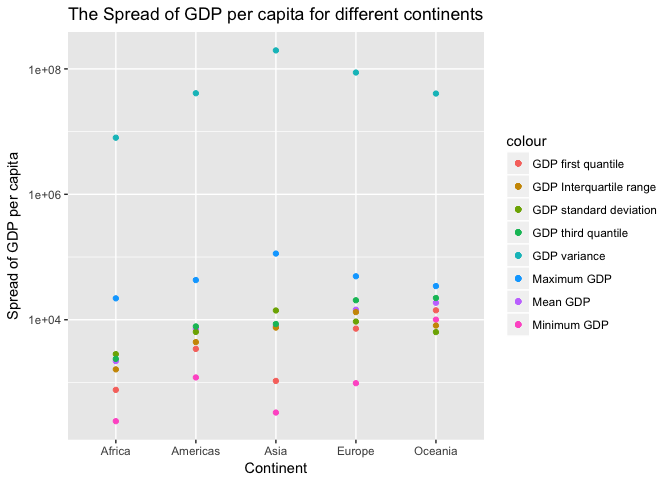 The Spread of GDP per capita for different continents
Spread of GDP per capita
1e+08
1e+06
1e+04
Africa
Americas
Asia
Europe
Oceania
Continent
colour
GDP first quantile
GDP Interquartile range
GDP standard deviation
GDP third quantile
GDP variance
Maximum GDP
Mean GDP
Minimum GDP